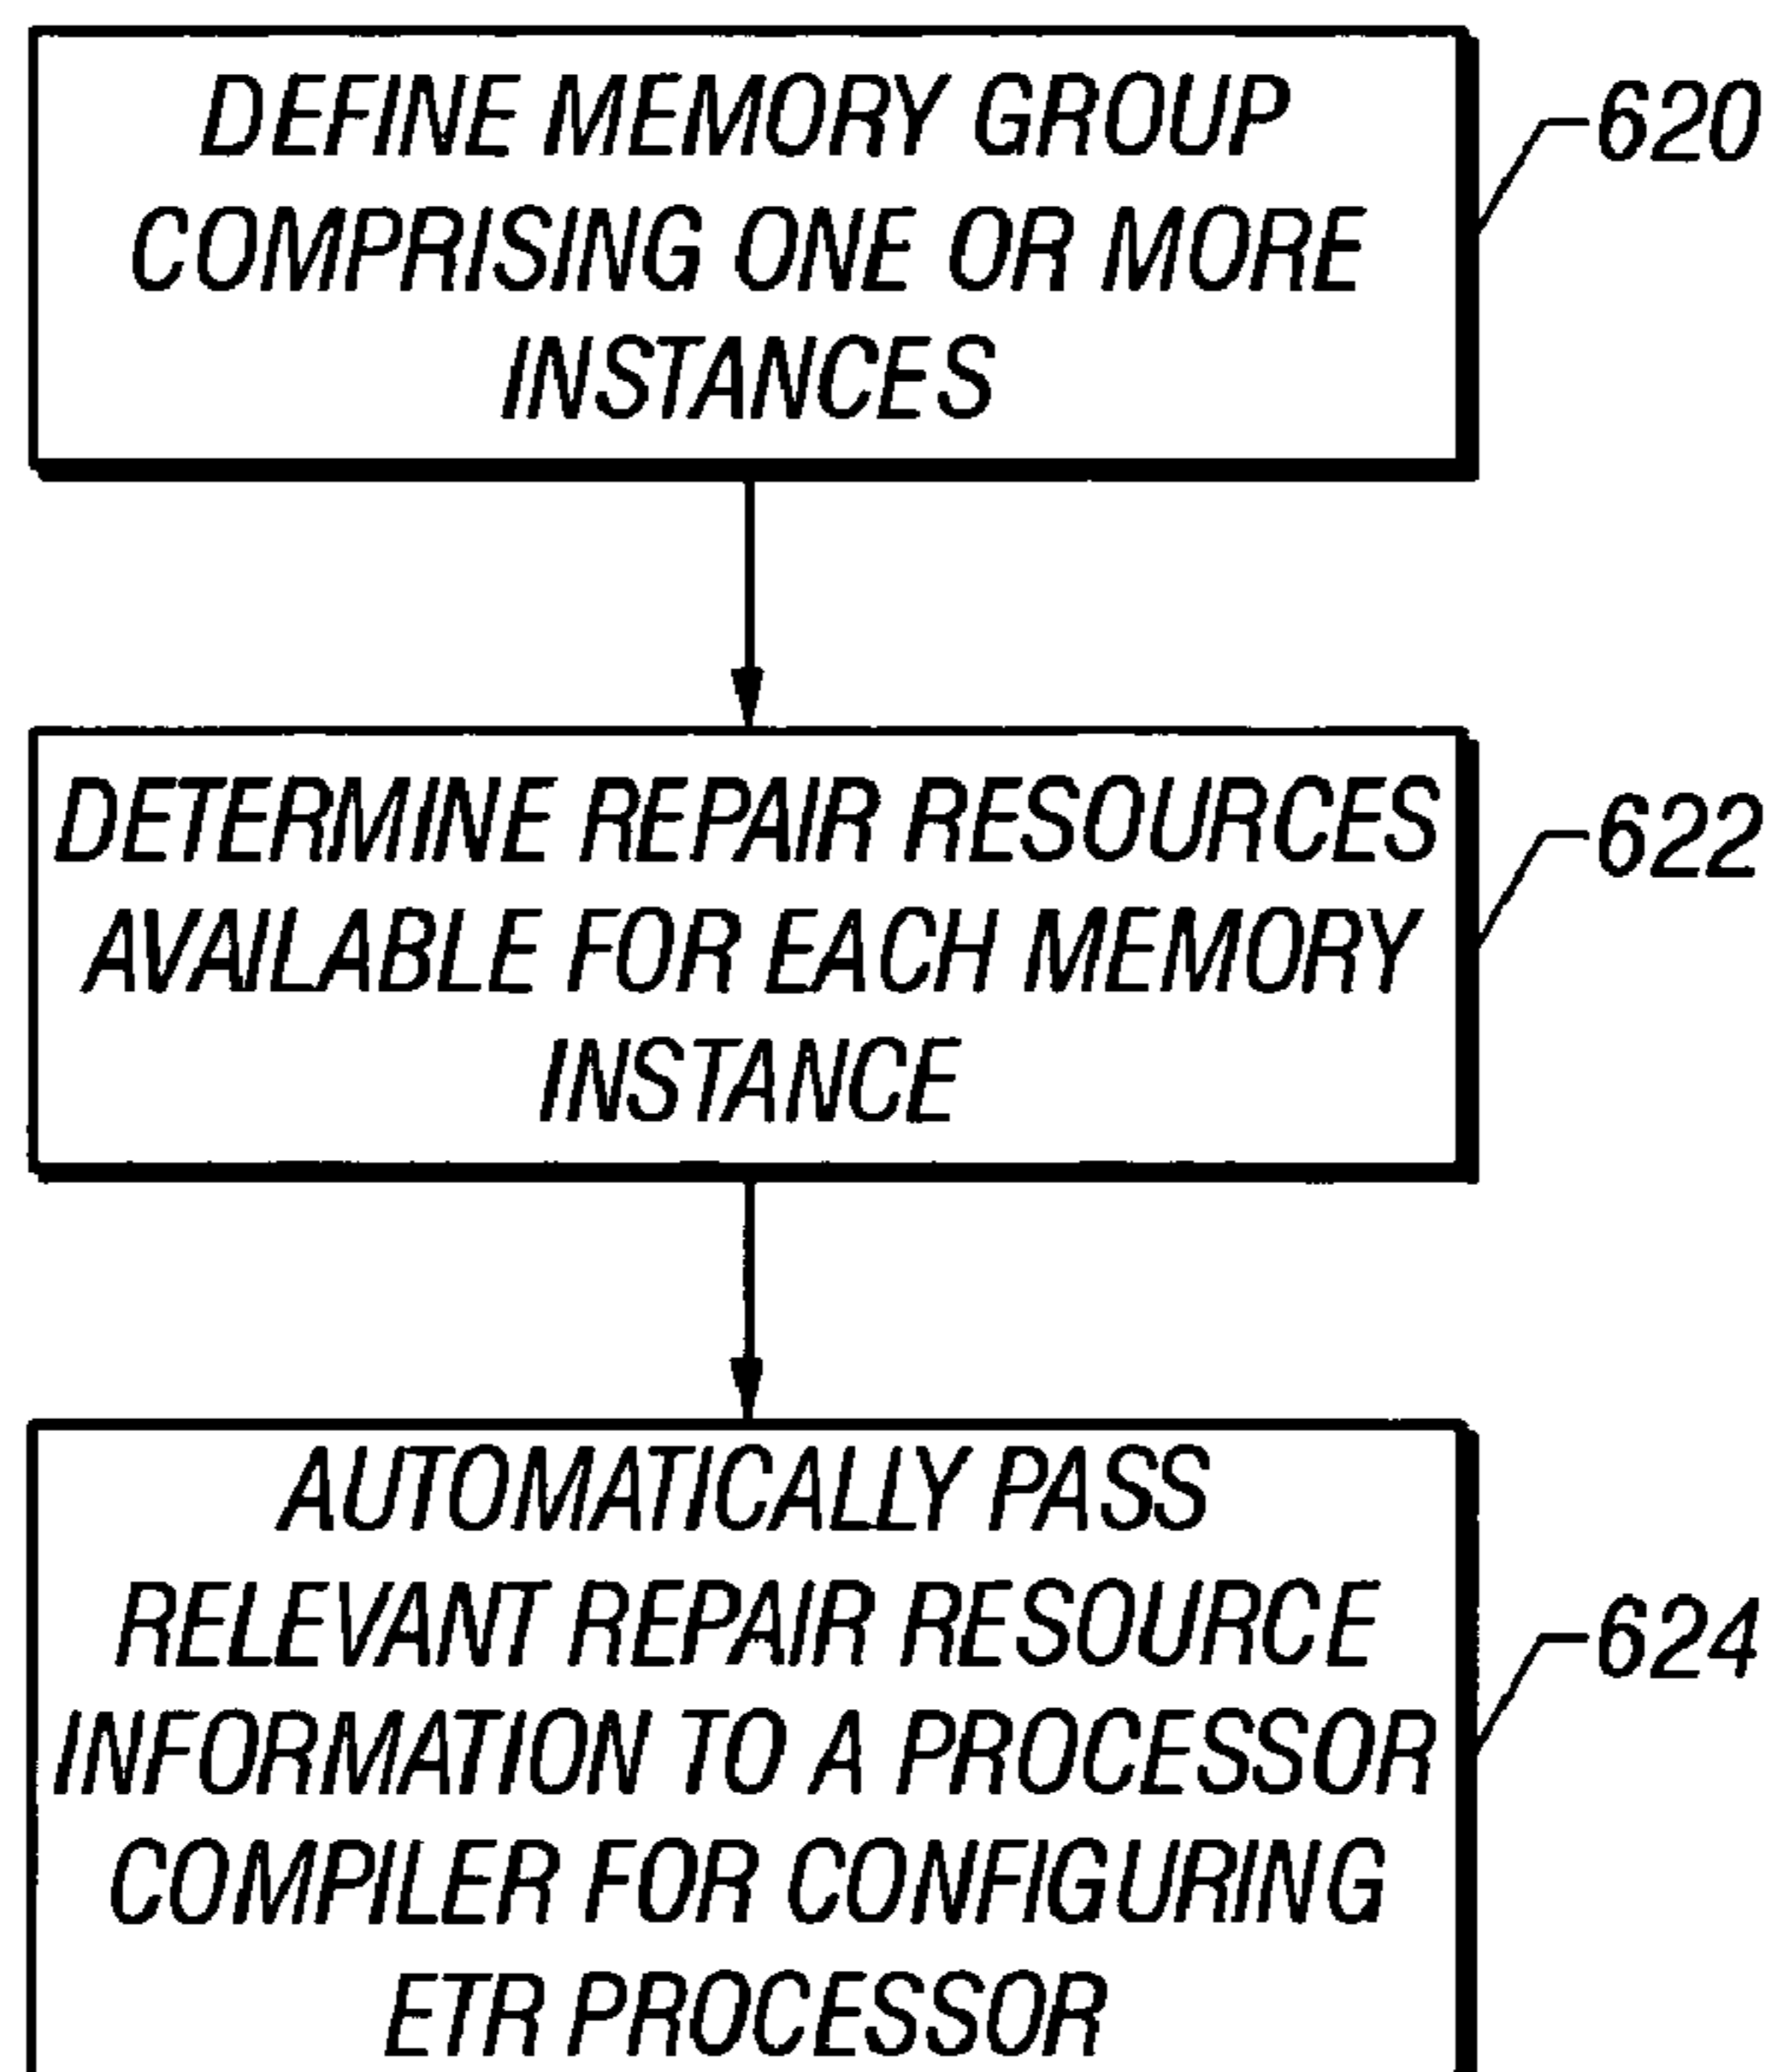 DEFINE MEMORY GROUP
COMPRISING ONE OR MORE
INSTANCES
620
DETERMINE REPAIR RESOURCES
AVAILABLE FOR EACH MEMORY
INSTANCE
622
AUTOMATICALLY PASS
RELEVANT REPAIR RESOURCE
INFORMATION TO A PROCESSOR
COMPILER FOR CONFIGURING
ETR PROCESSOR
624